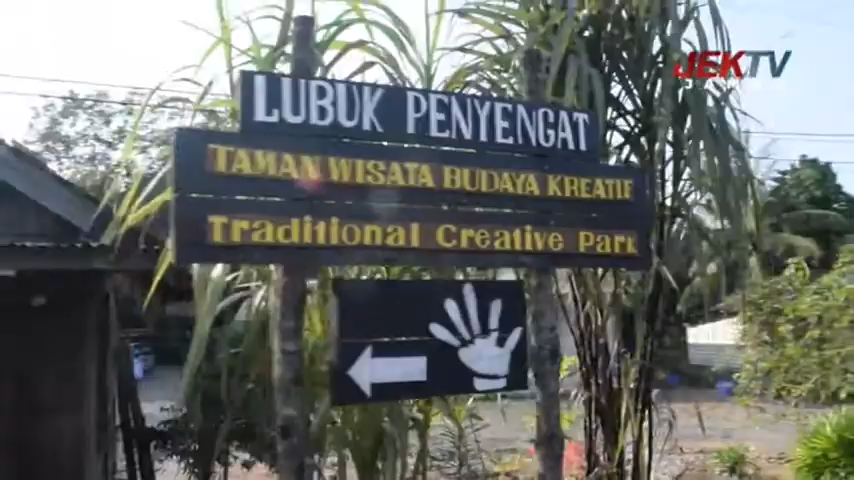 JEKTV
LUBUK PENYENGAT
TAMAN WISATA BUDAYA KREATIF
Traditional Creative Park